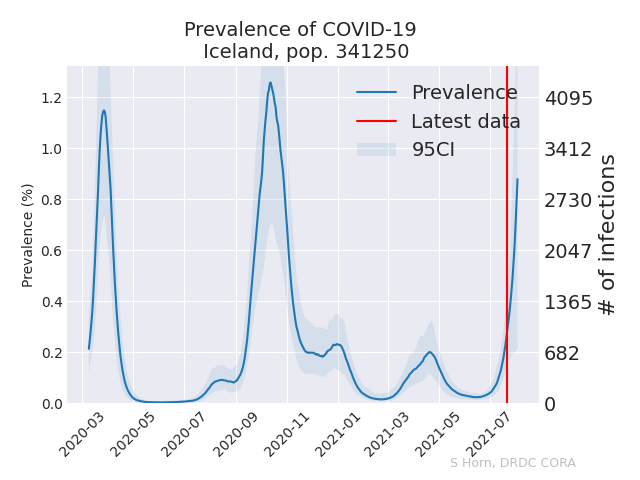 Prevalence of COVID-19
Iceland, pop. 341250
Prevalence
Latest data
95CI
Prevalence (%)
1.2
1.0
0.8
0.6
0.4
0.2
0.0
4095
3412
2730
2047
1365
682
0
# of infections
2020-03
2020-05
2020-07
2020-09
2020-11
2021-01
2021-03
2021-05
2021-07
S Horn, DRDC CORA